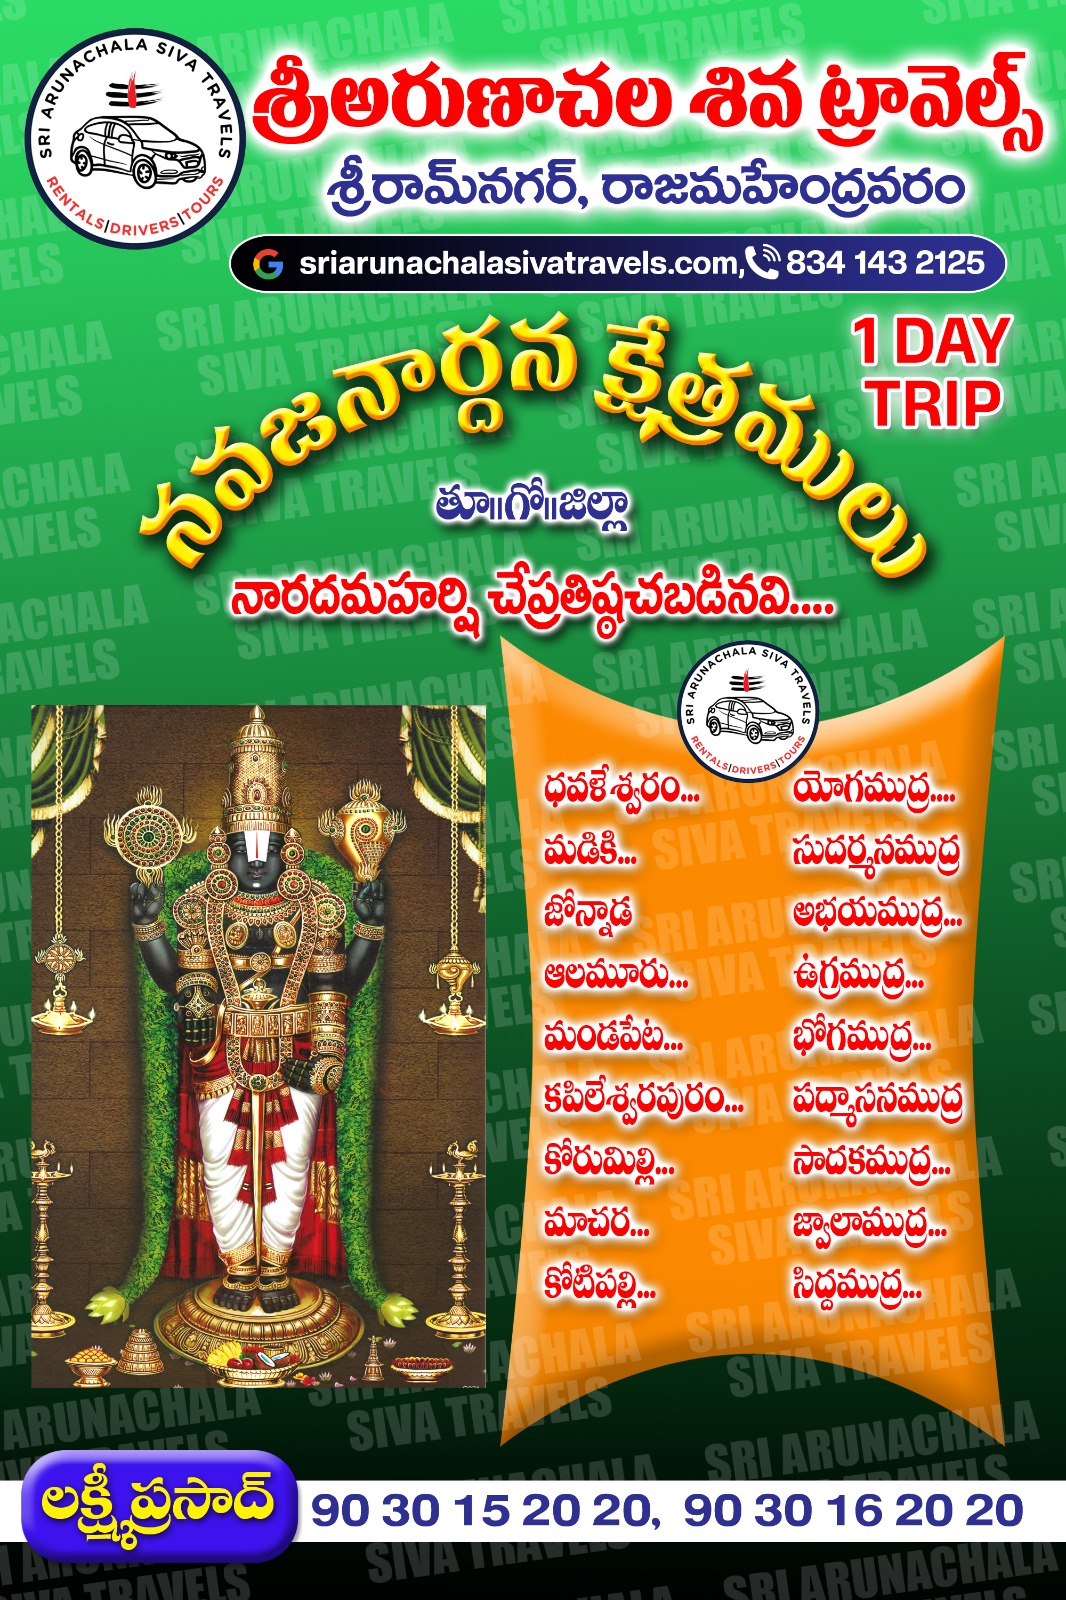 SRI ARUNACHALA SIVA TRAVELS
RENTALS|DRIVERS|TOURS
శ్రీఅరుణాచల శివ ట్రావెల్స్
శ్రీరామ్‌నగర్, రాజమహేంద్రవరం
sriarunachalasivatravels.com, 834 143 2125
1 DAY
TRIP
నవజనార్దన క్షేత్రములు
తూ॥గో॥జిల్లా
నారదమహర్షి చేప్రతిష్ఠచబడినవి....
SRI ARUNACHALA SIVA TRAVELS
RENTALS|DRIVERS|TOURS
ధవళేశ్వరం... యోగముద్ర....
మడికి... సుదర్శనముద్ర
జోన్నాడ అభయముద్ర...
ఆలమూరు... ఉగ్రముద్ర...
మండపేట... భోగముద్ర...
కపిలేశ్వరపురం... పద్మాసనముద్ర
కోరుమిల్లి... సాదకముద్ర...
మాచర... జ్వాలాముద్ర...
కోటిపల్లి... సిద్దముద్ర...
లక్ష్మీప్రసాద్ 90 30 15 20 20, 90 30 16 20 20